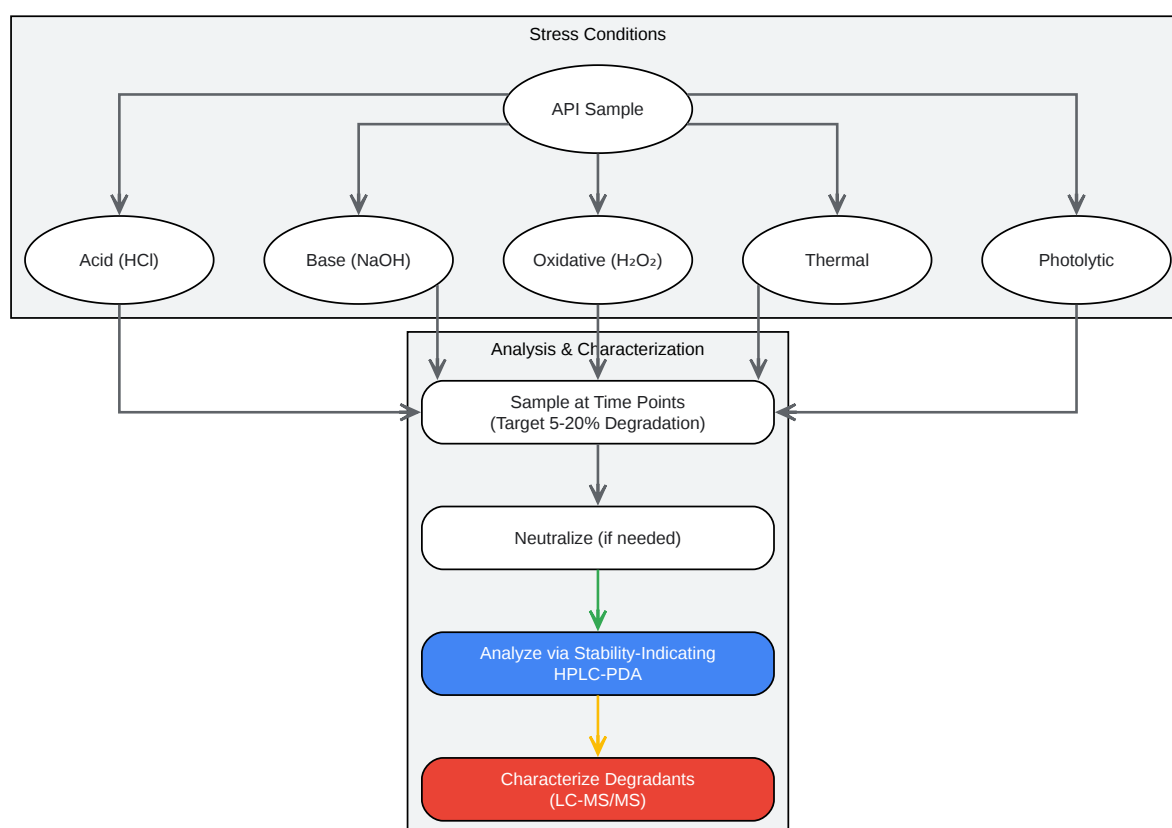 Stress Conditions
API Sample
Acid (HCl)
Base (NaOH)
Oxidative (H₂O₂)
Thermal
Photolytic
Analysis & Characterization
Sample at Time Points
(Target 5-20% Degradation)
Neutralize (if needed)
Analyze via Stability-Indicating
HPLC-PDA
Characterize Degradants
(LC-MS/MS)